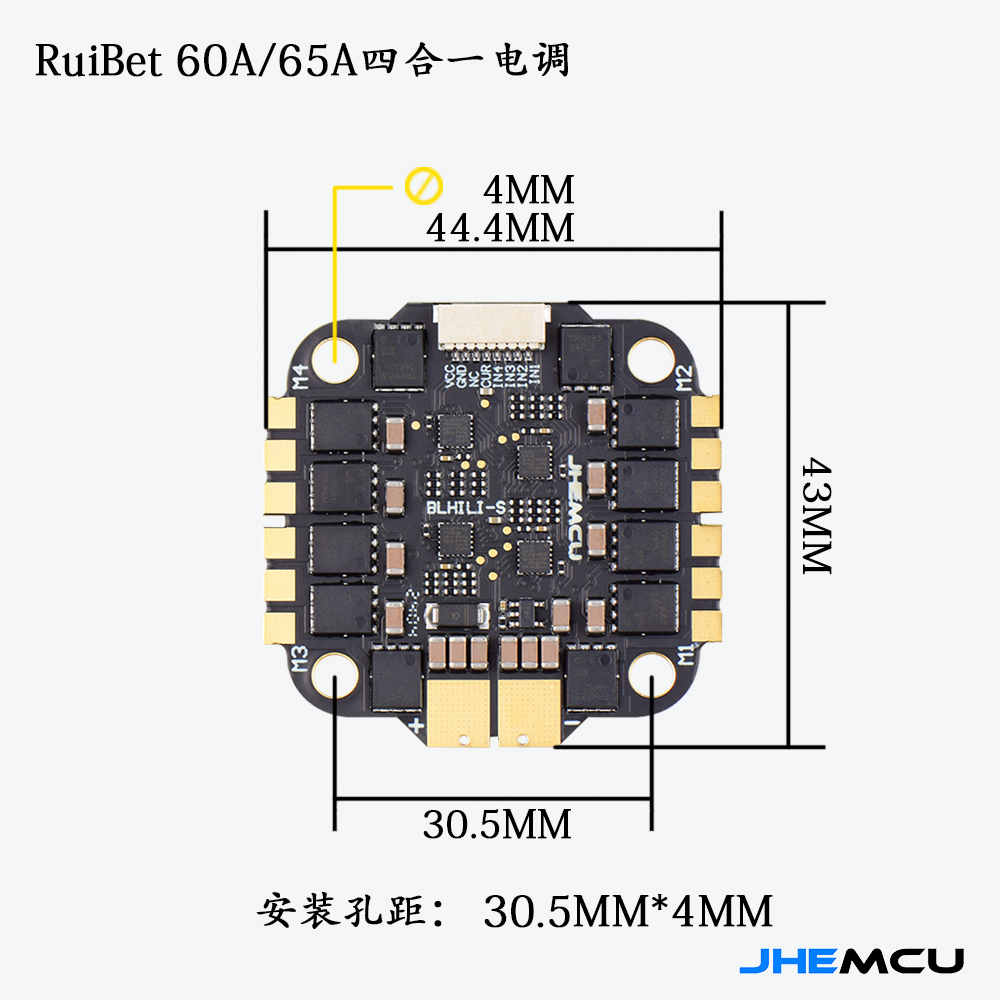 RuiBet 60A/65A四合一电调
4MM
44.4MM
M4
VCC
GND
NC
CUR
IN4
IN3
IN2
IN1
M2
JHEMCU
BLHILI-S
43MM
M3
M1
+
-
30.5MM
安装孔距： 30.5MM*4MM
JHEMCU